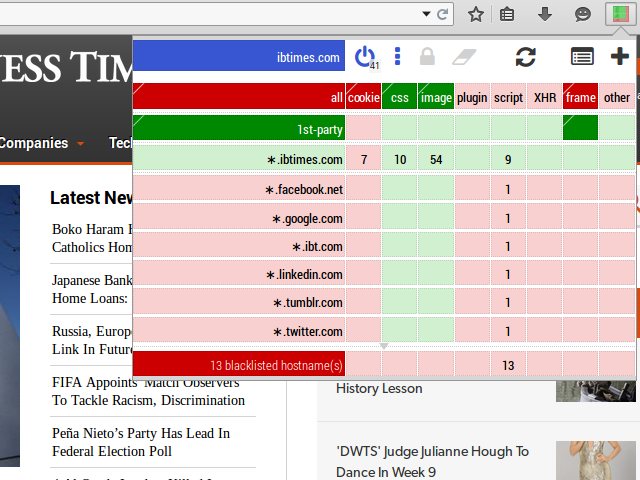 ESS TIM
Companies
Tec
ibtimes.com
41
all cookie css image plugin script XHR frame other
1st-party
∗.ibtimes.com 7 10 54 9
∗.facebook.net 1
∗.google.com 1
∗.ibt.com 1
∗.linkedin.com 1
∗.tumblr.com 1
∗.twitter.com 1
13 blacklisted hostname(s) 13
Latest New
Boko Haram
Catholics Hom
Japanese Bank
Home Loans:
Russia, Europe
Link In Future
FIFA Appoints 'Match Observers'
To Tackle Racism, Discrimination
Peña Nieto's Party Has Lead In
Federal Election Poll
History Lesson
'DWTS' Judge Julianne Hough To
Dance In Week 9